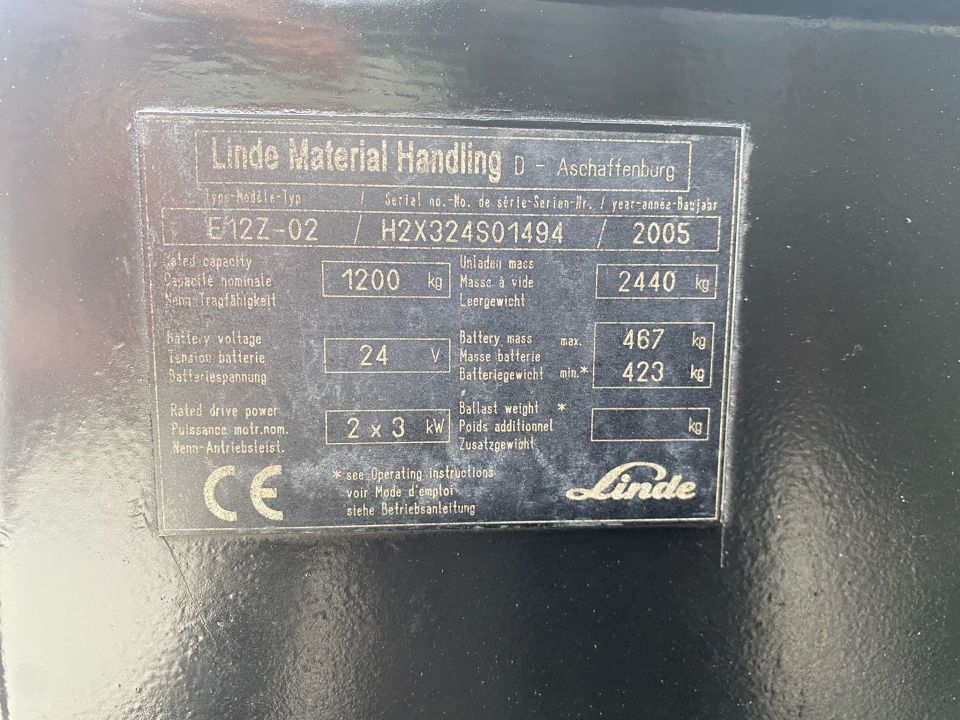 Linde Material Handling D - Aschaffenburg
Type-Modèle-Typ / Serial no.-No. de série-Serien-Nr. / year-année-Baujahr
E12Z-02 / H2X324S01494 / 2005
Rated capacity
Capacité nominale
Nenn-Tragfähigkeit
1200 kg
Unladen mass
Masse à vide
Leergewicht
2440 kg
Battery voltage
Tension batterie
Batteriespannung
24 V
Battery mass max. 467 kg
Masse batterie
Batteriegewicht min.* 423 kg
Rated drive power
Puissance motr.nom.
Nenn-Antriebsleist.
2 x 3 kW
Ballast weight *
Poids additionnel
Zusatzgewicht
kg
CE
* see Operating instructions
voir Mode d'emploi
siehe Betriebsanleitung
Linde